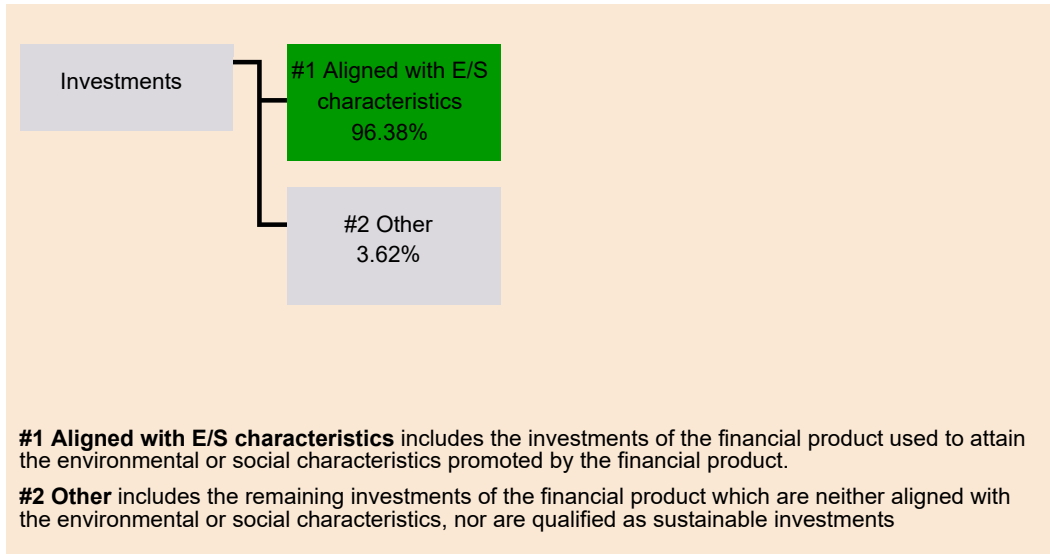 Investments
#1 Aligned with E/S
characteristics
96.38%
#2 Other
3.62%
#1 Aligned with E/S characteristics includes the investments of the financial product used to attain
the environmental or social characteristics promoted by the financial product.
#2 Other includes the remaining investments of the financial product which are neither aligned with
the environmental or social characteristics, nor are qualified as sustainable investments